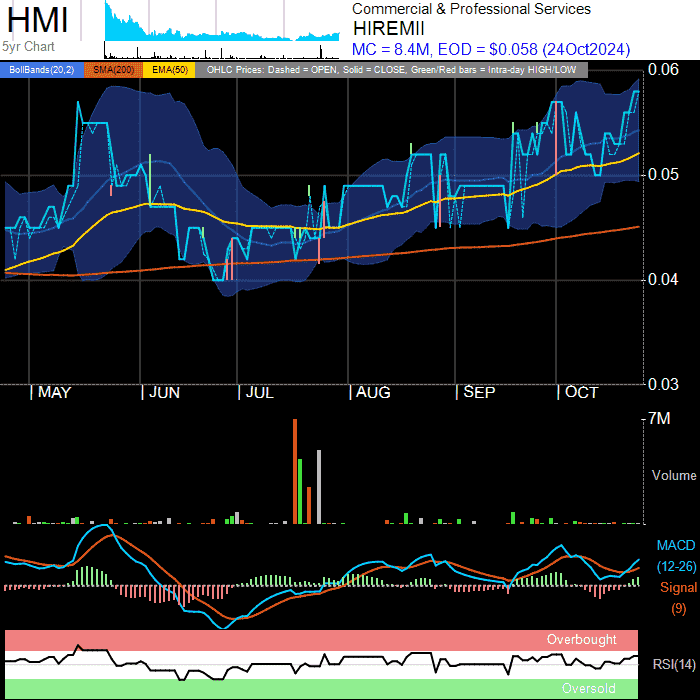 HMI
5yr Chart
Commercial & Professional Services
HIREMII
MC = 8.4M, EOD = $0.058 (24Oct2024)
BollBands(20,2) SMA(200) EMA(50) OHLC Prices: Dashed = OPEN, Solid = CLOSE, Green/Red bars = Intra-day HIGH/LOW
0.06
0.05
0.04
0.03
MAY JUN JUL AUG SEP OCT
7M
Volume
MACD
(12-26)
Signal
(9)
Overbought
RSI(14)
Oversold